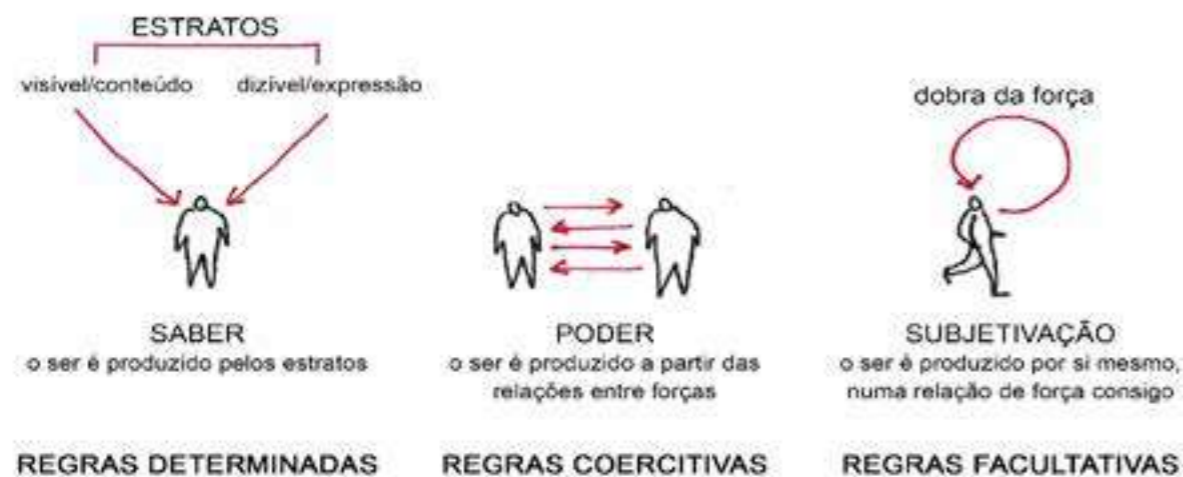 ESTRATOS
visível/conteúdo
dizível/expressão
SABER
o ser é produzido pelos estratos
REGRAS DETERMINADAS
PODER
o ser é produzido a partir das
relações entre forças
REGRAS COERCITIVAS
dobra da força
SUBJETIVAÇÃO
o ser é produzido por si mesmo,
numa relação de força consigo
REGRAS FACULTATIVAS